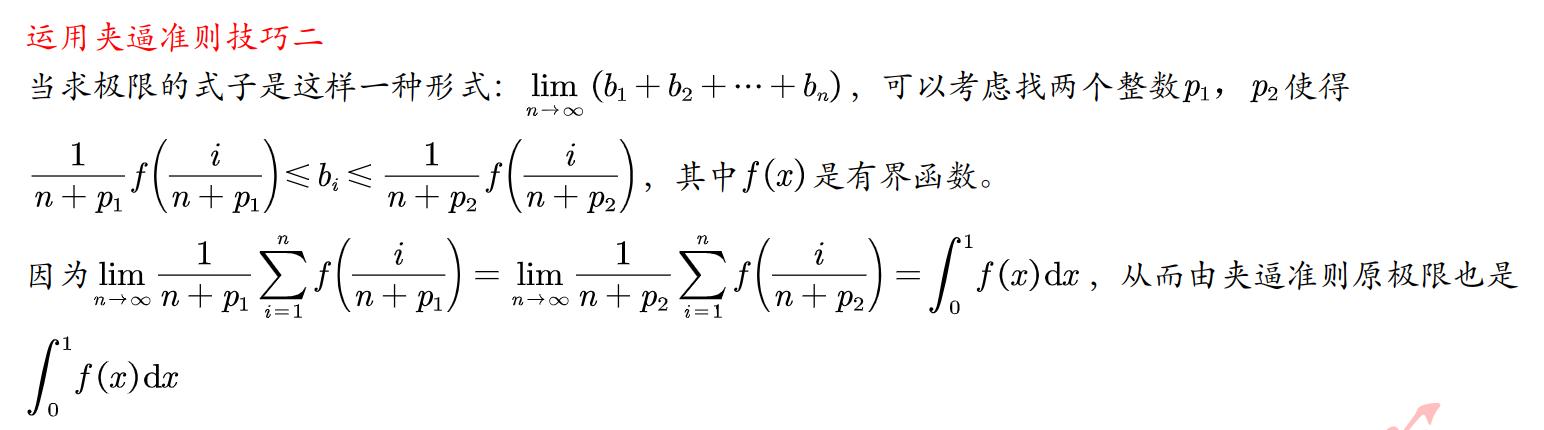 运用夹逼准则技巧二
当求极限的式子是这样一种形式：$\lim_{n\to\infty}(b_1+b_2+\cdots+b_n)$，可以考虑找两个整数$p_1$，$p_2$使得
$\frac{1}{n+p_1}f\left(\frac{i}{n+p_1}\right)\leqslant b_i\leqslant\frac{1}{n+p_2}f\left(\frac{i}{n+p_2}\right)$，其中$f(x)$是有界函数。
因为$\lim_{n\to\infty}\frac{1}{n+p_1}\sum_{i=1}^{n}f\left(\frac{i}{n+p_1}\right)=\lim_{n\to\infty}\frac{1}{n+p_2}\sum_{i=1}^{n}f\left(\frac{i}{n+p_2}\right)=\int_0^1 f(x)\mathrm{d}x$，从而由夹逼准则原极限也是
$\int_0^1 f(x)\mathrm{d}x$